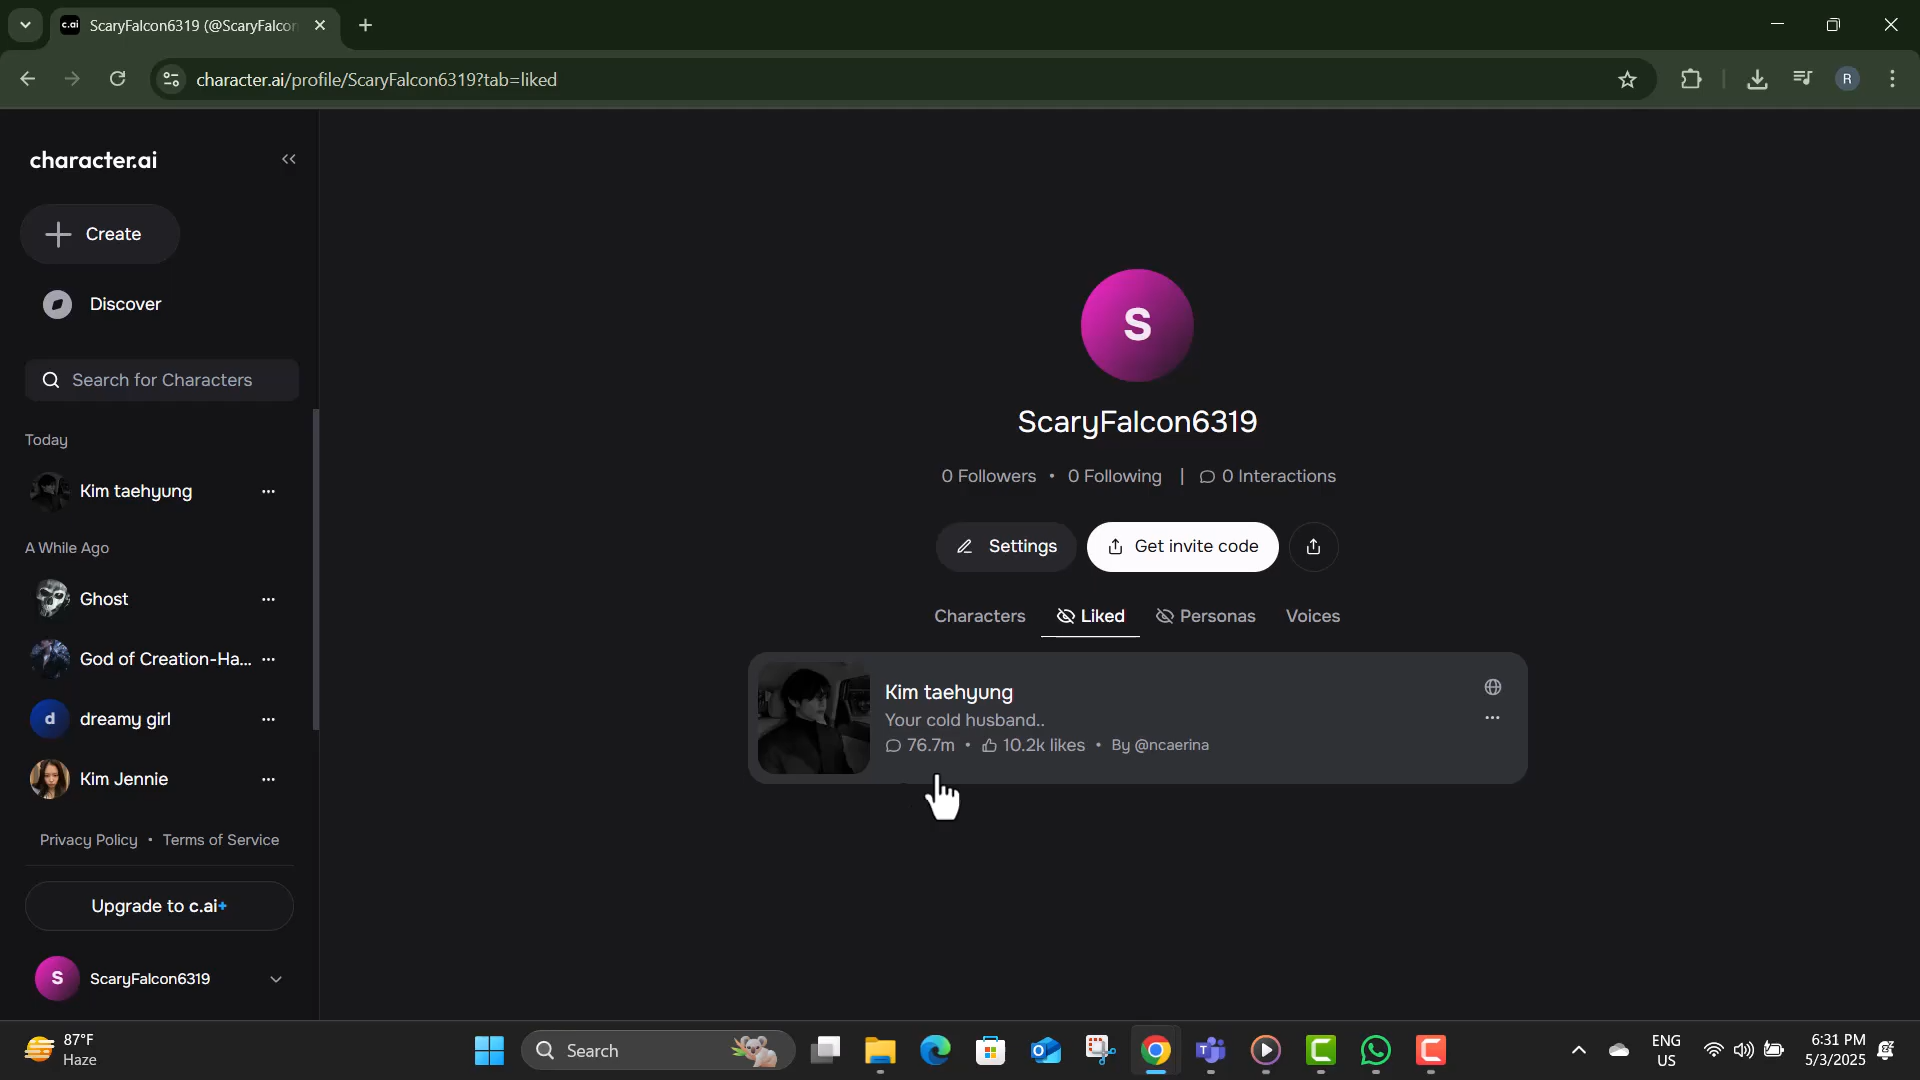 c.ai ScaryFalcon6319 (@ScaryFalcon
character.ai/profile/ScaryFalcon6319?tab=liked
R
character.ai
Create
Discover
Search for Characters
Today
Kim taehyung
A While Ago
Ghost
God of Creation-Ha...
d dreamy girl
Kim Jennie
Privacy Policy • Terms of Service
Upgrade to c.ai+
S ScaryFalcon6319
S
ScaryFalcon6319
0 Followers • 0 Following | 0 Interactions
Settings Get invite code
Characters Liked Personas Voices
Kim taehyung
Your cold husband..
76.7m • 10.2k likes • By @ncaerina
87°F
Haze
Search
ENG
US
6:31 PM
5/3/2025